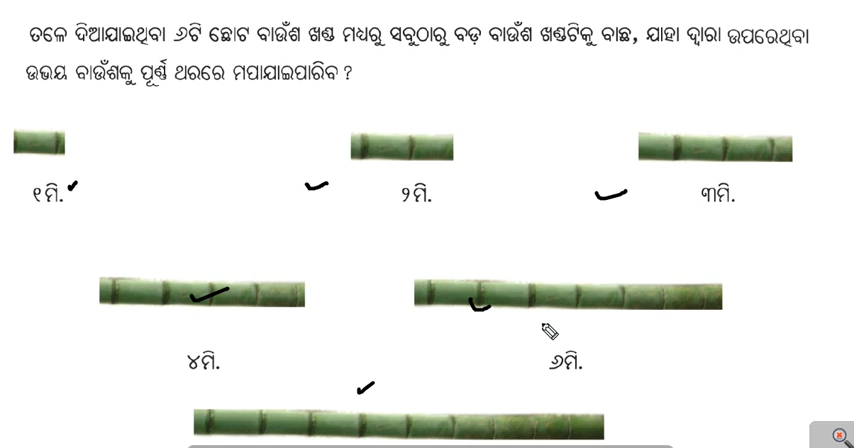 ତଳେ ଦିଆଯାଇଥିବା ୬ଟି ଛୋଟ ବାଉଁଶ ଖଣ୍ଡ ମଧ୍ୟରୁ ସବୁଠାରୁ ବଡ଼ ବାଉଁଶ ଖଣ୍ଡଟିକୁ ବାଛ, ଯାହା ଦ୍ୱାରା ଉପରେଥିବା
ଉଭୟ ବାଉଁଶକୁ ପୂର୍ଣ୍ଣ ଥରରେ ମପାଯାଇପାରିବ ?
୧ମି. ୨ମି. ୩ମି.
୪ମି. ୬ମି.